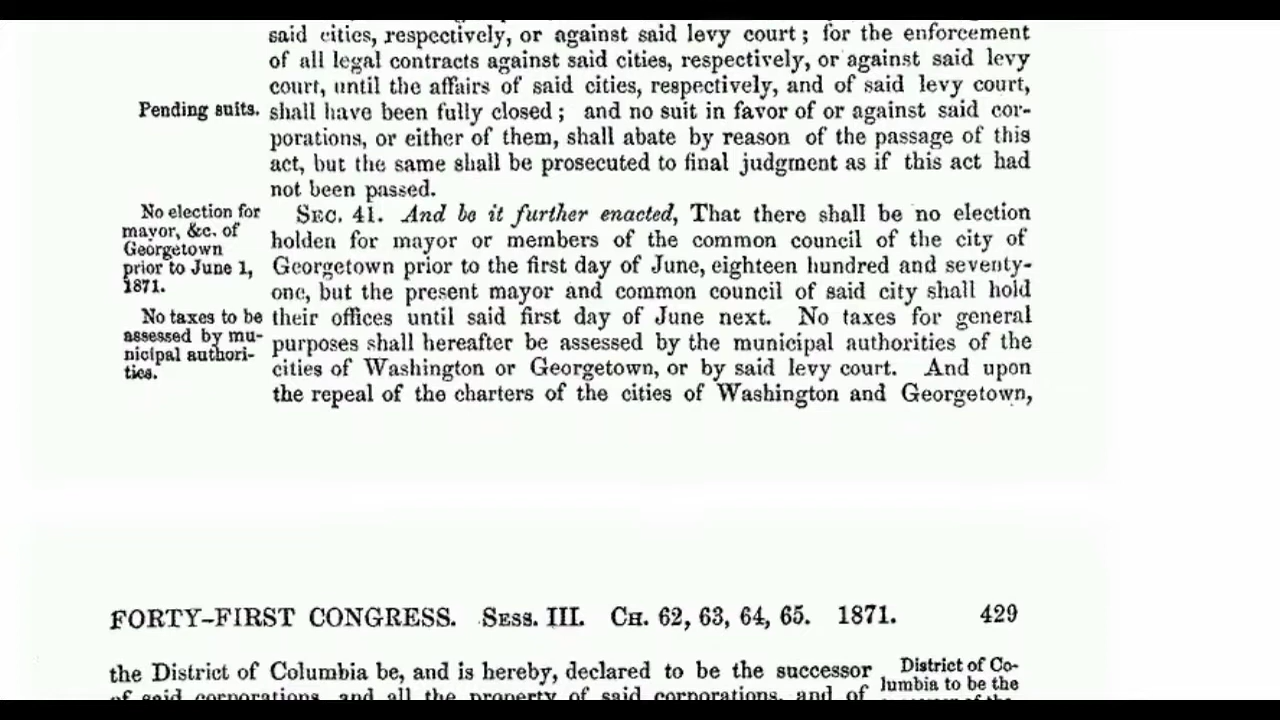 said cities, respectively, or against said levy court; for the enforcement
of all legal contracts against said cities, respectively, or against said levy
court, until the affairs of said cities, respectively, and of said levy court,
Pending suits. shall have been fully closed; and no suit in favor of or against said cor-
porations, or either of them, shall abate by reason of the passage of this
act, but the same shall be prosecuted to final judgment as if this act had
not been passed.
No election for
mayor, &c. of
Georgetown
prior to June 1,
1871.
SEC. 41. And be it further enacted, That there shall be no election
holden for mayor or members of the common council of the city of
Georgetown prior to the first day of June, eighteen hundred and seventy-
one, but the present mayor and common council of said city shall hold
No taxes to be
assessed by mu-
nicipal authori-
ties.
their offices until said first day of June next. No taxes for general
purposes shall hereafter be assessed by the municipal authorities of the
cities of Washington or Georgetown, or by said levy court. And upon
the repeal of the charters of the cities of Washington and Georgetown,
FORTY-FIRST CONGRESS. SESS. III. CH. 62, 63, 64, 65. 1871. 429
the District of Columbia be, and is hereby, declared to be the successor
of said corporations, and all the property of said corporations, and of
District of Co-
lumbia to be the